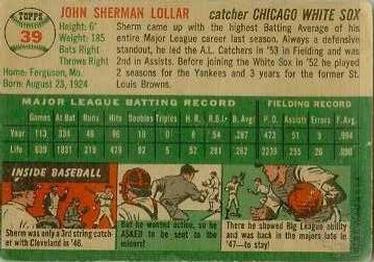 TOPPS
39
JOHN SHERMAN LOLLAR catcher CHICAGO WHITE SOX
Height: 6'
Weight: 185
Bats Right
Throws Right
Home: Ferguson, Mo.
Born: August 23, 1924
Sherm came up with the highest Batting Average of his
entire Major League career last season. Always a defensive
standout, he led the A.L. Catchers in '53 in Fielding and was
2nd in Assists. Before joining the White Sox in '52 he played
2 seasons for the Yankees and 3 years for the former St.
Louis Browns.
MAJOR LEAGUE BATTING RECORD FIELDING RECORD
Games At Bat Runs Hits Doubles Triples H.R. R.B.I. B.Avg. P.O. Assists Errors F.Avg.
Year 113 334
Life 639
INSIDE BASEBALL
Sherm was only a 3rd string catch-
er with Cleveland in '46.
But he wanted action, so he
ASKED to be sent to the
minors!
There he showed Big League ability
and was back in the majors late in
'47—to stay!